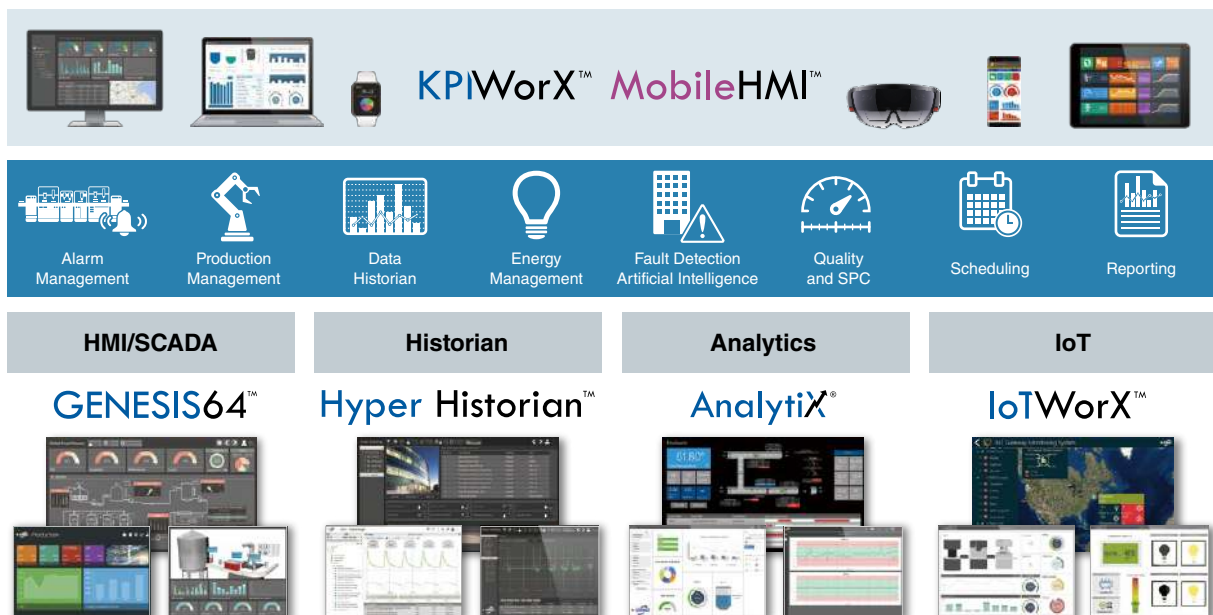 KPIWorX™ MobileHMI™
Alarm
Management
Production
Management
Data
Historian
Energy
Management
Fault Detection
Artificial Intelligence
Quality
and SPC
Scheduling
Reporting
HMI/SCADA
Historian
Analytics
IoT
GENESIS64™
Hyper Historian™
AnalytiX®
IoTWorX™
Production